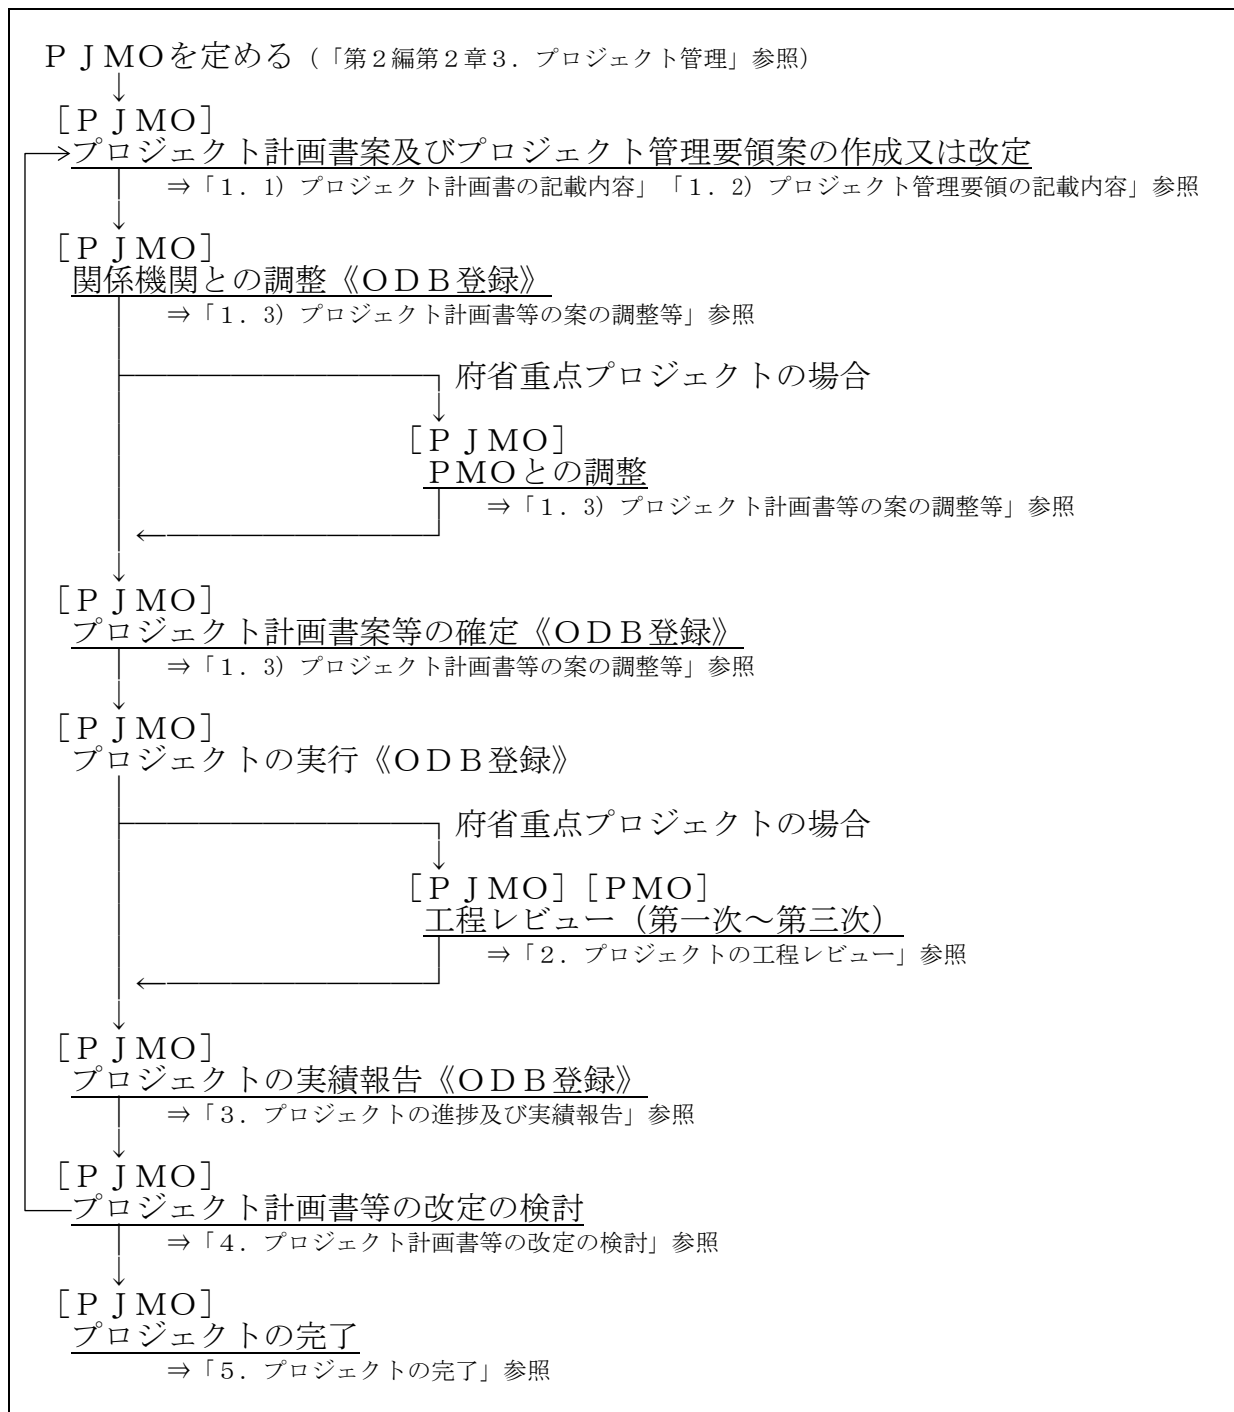 ＰＪＭＯを定める（「第２編第２章３．プロジェクト管理」参照）
［ＰＪＭＯ］
プロジェクト計画書案及びプロジェクト管理要領案の作成又は改定
⇒「１．1）プロジェクト計画書の記載内容」「１．2）プロジェクト管理要領の記載内容」参照
［ＰＪＭＯ］
関係機関との調整《ＯＤＢ登録》
⇒「１．3）プロジェクト計画書等の案の調整等」参照
府省重点プロジェクトの場合
［ＰＪＭＯ］
ＰＭＯとの調整
⇒「１．3）プロジェクト計画書等の案の調整等」参照
［ＰＪＭＯ］
プロジェクト計画書案等の確定《ＯＤＢ登録》
⇒「１．3）プロジェクト計画書等の案の調整等」参照
［ＰＪＭＯ］
プロジェクトの実行《ＯＤＢ登録》
府省重点プロジェクトの場合
［ＰＪＭＯ］［ＰＭＯ］
工程レビュー（第一次～第三次）
⇒「２．プロジェクトの工程レビュー」参照
［ＰＪＭＯ］
プロジェクトの実績報告《ＯＤＢ登録》
⇒「３．プロジェクトの進捗及び実績報告」参照
［ＰＪＭＯ］
プロジェクト計画書等の改定の検討
⇒「４．プロジェクト計画書等の改定の検討」参照
［ＰＪＭＯ］
プロジェクトの完了
⇒「５．プロジェクトの完了」参照